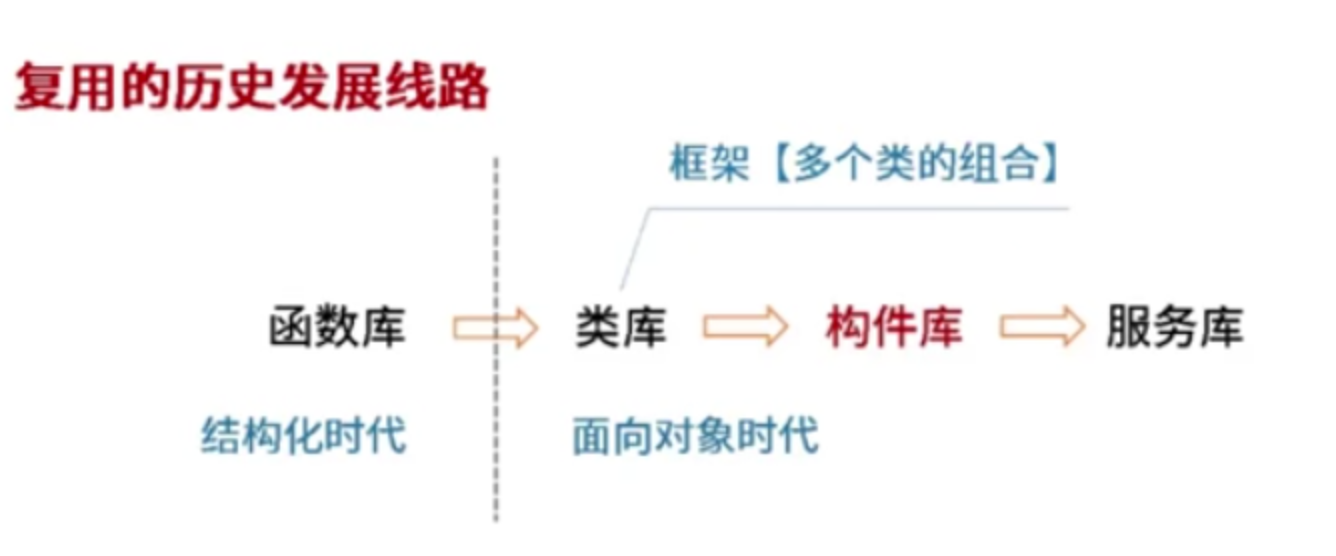 复用的历史发展线路
框架【多个类的组合】
函数库 类库 构件库 服务库
结构化时代 面向对象时代